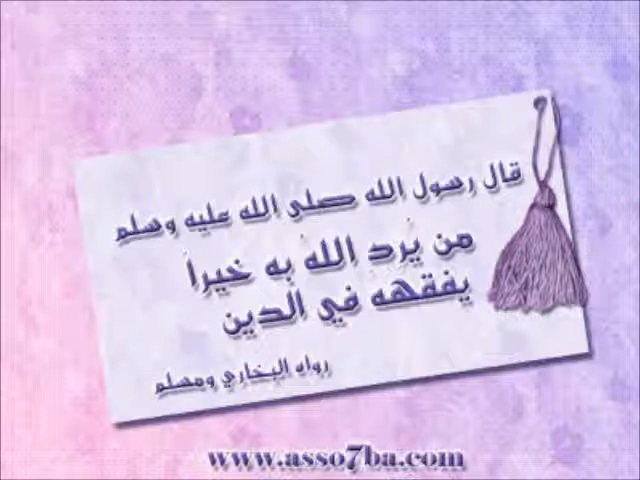 قال رسول الله صلى الله عليه وسلم
من يُردْ اللهُ به خيراً
يفقههُ في الدين
رواه البخاري ومسلم
www.asso7ba.com